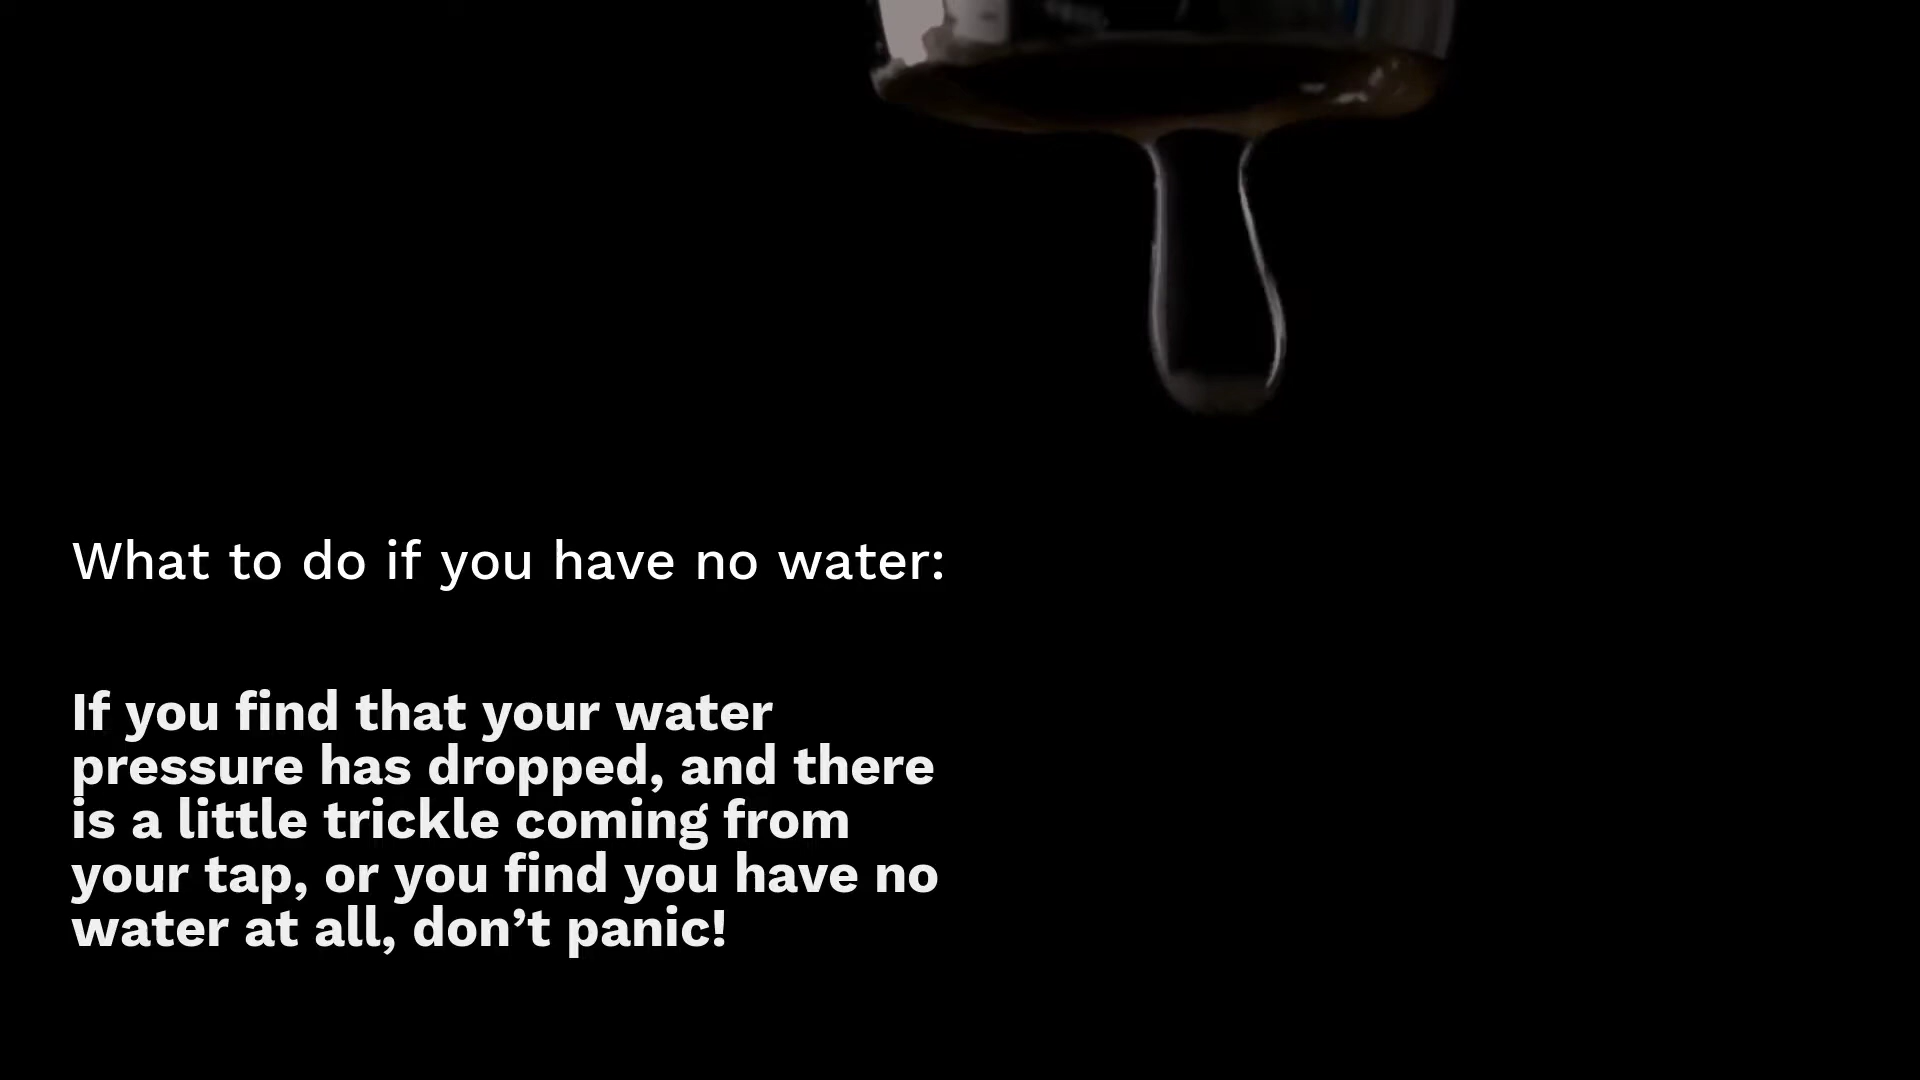 What to do if you have no water:
If you find that your water
pressure has dropped, and there
is a little trickle coming from
your tap, or you find you have no
water at all, don’t panic!